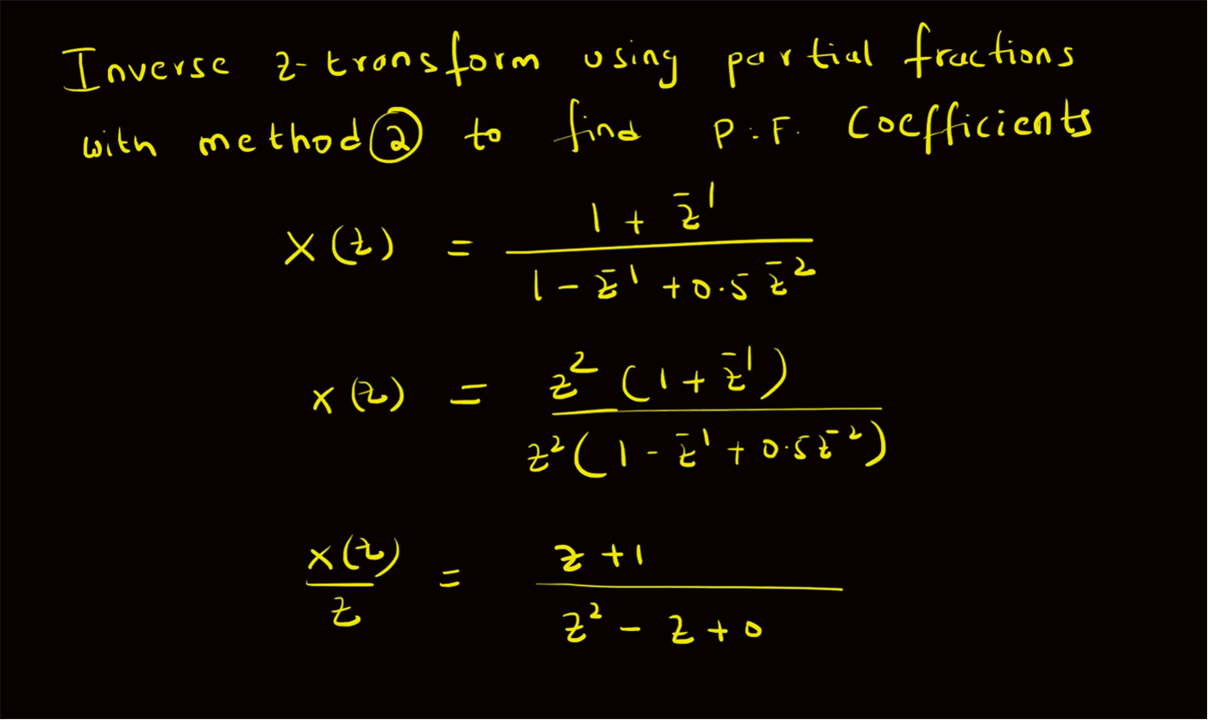 Inverse z-transform using partial fractions
with method ② to find P.F. Coefficients
X(z) = (1 + z⁻¹) / (1 - z⁻¹ + 0.5 z⁻²)
X(z) = z² (1 + z⁻¹) / z² (1 - z⁻¹ + 0.5z⁻²)
X(z)/z = (z + 1) / (z² - z + 0